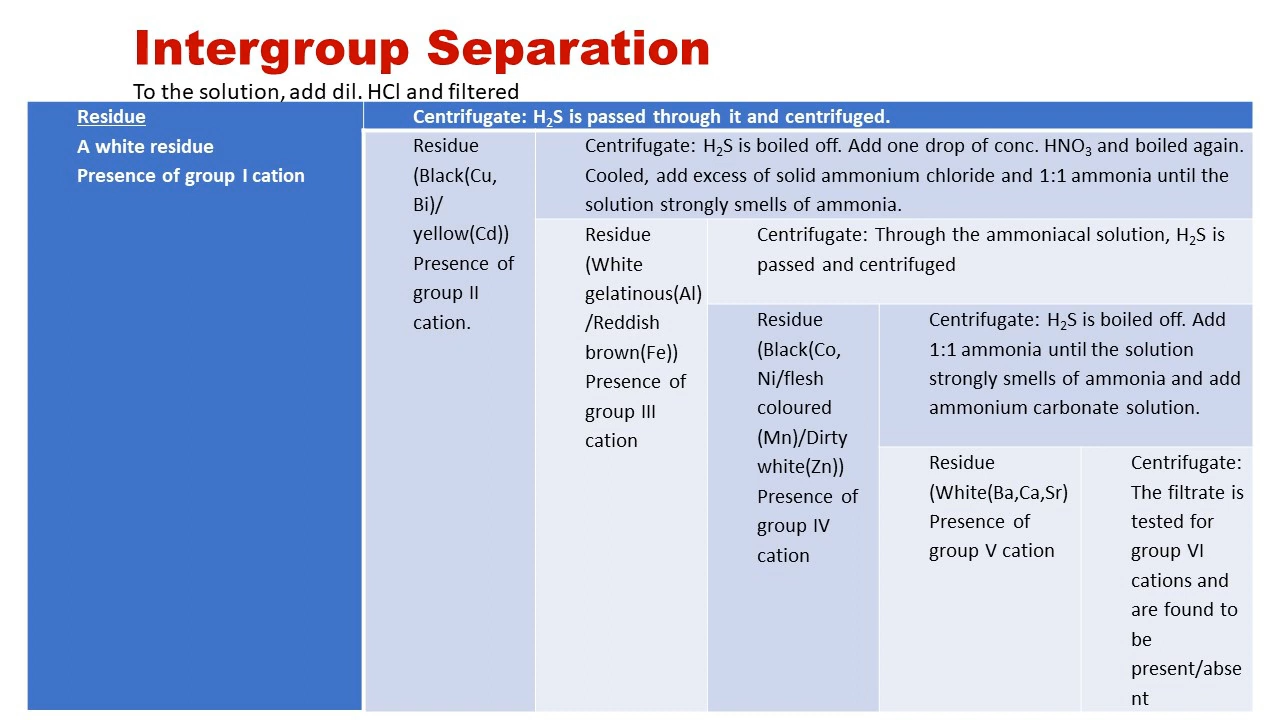 Intergroup Separation
To the solution, add dil. HCl and filtered
Residue
A white residue
Presence of group I cation
Centrifugate: H₂S is passed through it and centrifuged.
Residue
(Black(Cu,
Bi)/
yellow(Cd))
Presence of
group II
cation.
Centrifugate: H₂S is boiled off. Add one drop of conc. HNO₃ and boiled again.
Cooled, add excess of solid ammonium chloride and 1:1 ammonia until the
solution strongly smells of ammonia.
Residue
(White
gelatinous(Al)
/Reddish
brown(Fe))
Presence of
group III
cation
Centrifugate: Through the ammoniacal solution, H₂S is
passed and centrifuged
Residue
(Black(Co,
Ni/flesh
coloured
(Mn)/Dirty
white(Zn))
Presence of
group IV
cation
Centrifugate: H₂S is boiled off. Add
1:1 ammonia until the solution
strongly smells of ammonia and add
ammonium carbonate solution.
Residue
(White(Ba,Ca,Sr)
Presence of
group V cation
Centrifugate:
The filtrate is
tested for
group VI
cations and
are found to
be
present/abse
nt